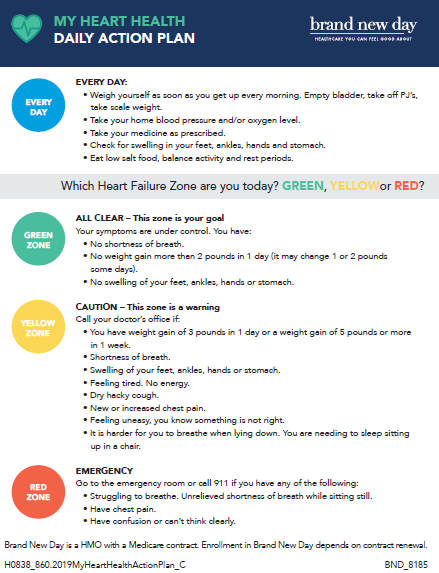 MY HEART HEALTH
DAILY ACTION PLAN
brand new day
HEALTHCARE YOU CAN FEEL GOOD ABOUT
EVERY DAY
EVERY DAY:
• Weigh yourself as soon as you get up every morning. Empty bladder, take off PJ's,
take scale weight.
• Take your home blood pressure and/or oxygen level.
• Take your medicine as prescribed.
• Check for swelling in your feet, ankles, hands and stomach.
• Eat low salt food, balance activity and rest periods.
Which Heart Failure Zone are you today? GREEN, YELLOW or RED?
GREEN ZONE
ALL CLEAR – This zone is your goal
Your symptoms are under control. You have:
• No shortness of breath.
• No weight gain more than 2 pounds in 1 day (it may change 1 or 2 pounds
some days).
• No swelling of your feet, ankles, hands or stomach.
YELLOW ZONE
CAUTION – This zone is a warning
Call your doctor's office if:
• You have weight gain of 3 pounds in 1 day or a weight gain of 5 pounds or more
in 1 week.
• Shortness of breath.
• Swelling of your feet, ankles, hands or stomach.
• Feeling tired. No energy.
• Dry hacky cough.
• New or increased chest pain.
• Feeling uneasy, you know something is not right.
• It is harder for you to breathe when lying down. You are needing to sleep sitting
up in a chair.
RED ZONE
EMERGENCY
Go to the emergency room or call 911 if you have any of the following:
• Struggling to breathe. Unrelieved shortness of breath while sitting still.
• Have chest pain.
• Have confusion or can't think clearly.
Brand New Day is a HMO with a Medicare contract. Enrollment in Brand New Day depends on contract renewal.
H0838_860.2019MyHeartHealthActionPlan_C
BND_8185